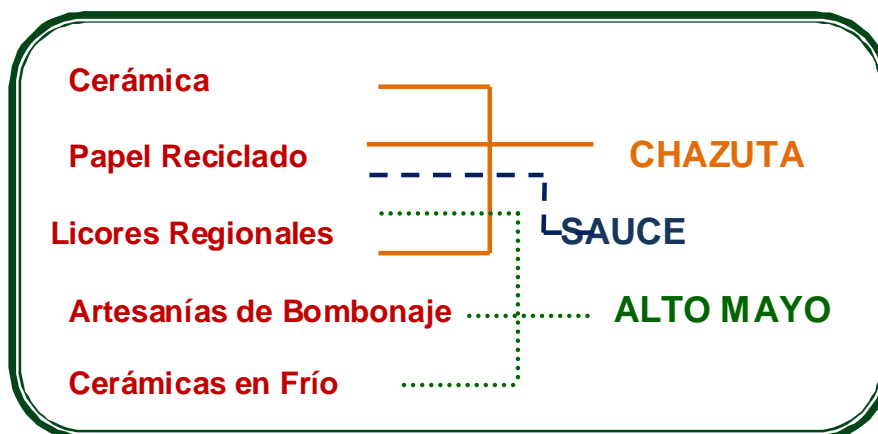 Cerámica
Papel Reciclado
CHAZUTA
Licores Regionales
SAUCE
Artesanías de Bombonaje
ALTO MAYO
Cerámicas en Frío